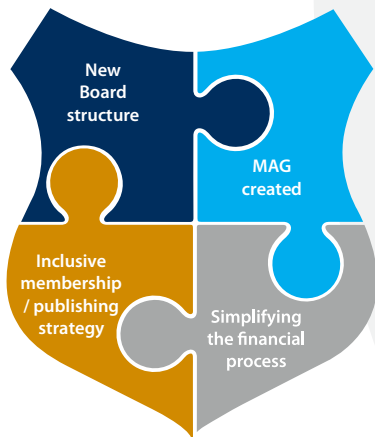 New
Board
structure
MAG
created
Inclusive
membership
/ publishing
strategy
Simplifying
the financial
process